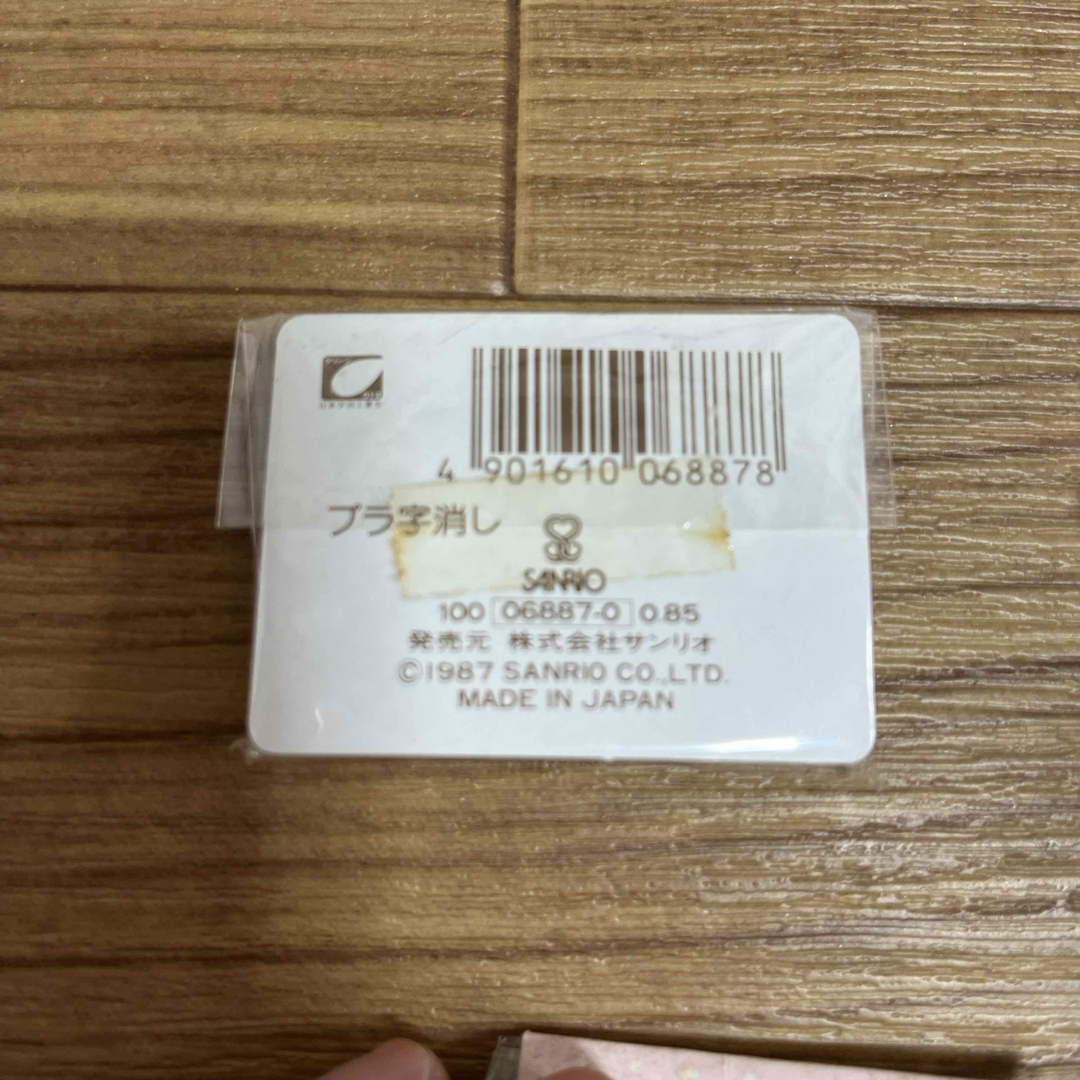 4 901610 068878
プラ字消し
SANRIO
100 06887-0 0.85
発売元 株式会社サンリオ
©1987 SANRIO CO.,LTD.
MADE IN JAPAN